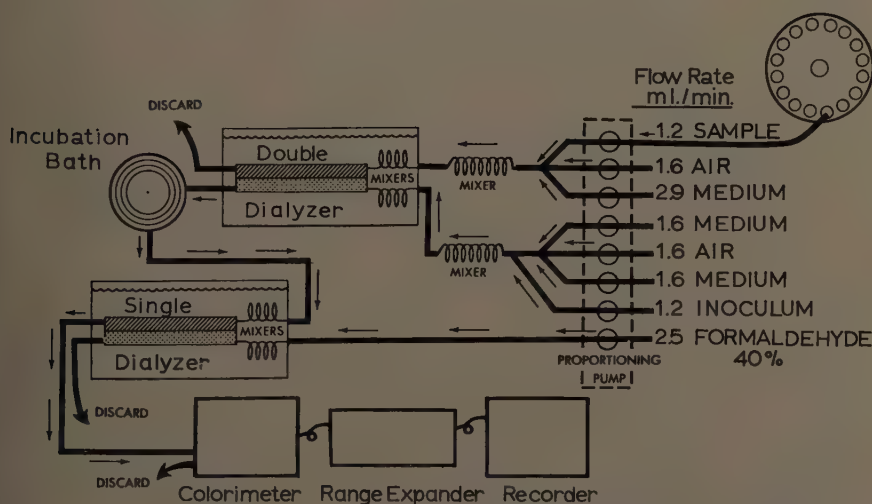 Flow Rate
ml./min.
DISCARD
1.2 SAMPLE
Incubation
Bath
Double
MIXERS
Dialyzer
MIXER
1.6 AIR
2.9 MEDIUM
1.6 MEDIUM
MIXER
1.6 AIR
1.6 MEDIUM
1.2 INOCULUM
Single
MIXERS
Dialyzer
2.5 FORMALDEHYDE
40%
PROPORTIONING
PUMP
DISCARD
DISCARD
Colorimeter
Range Expander
Recorder